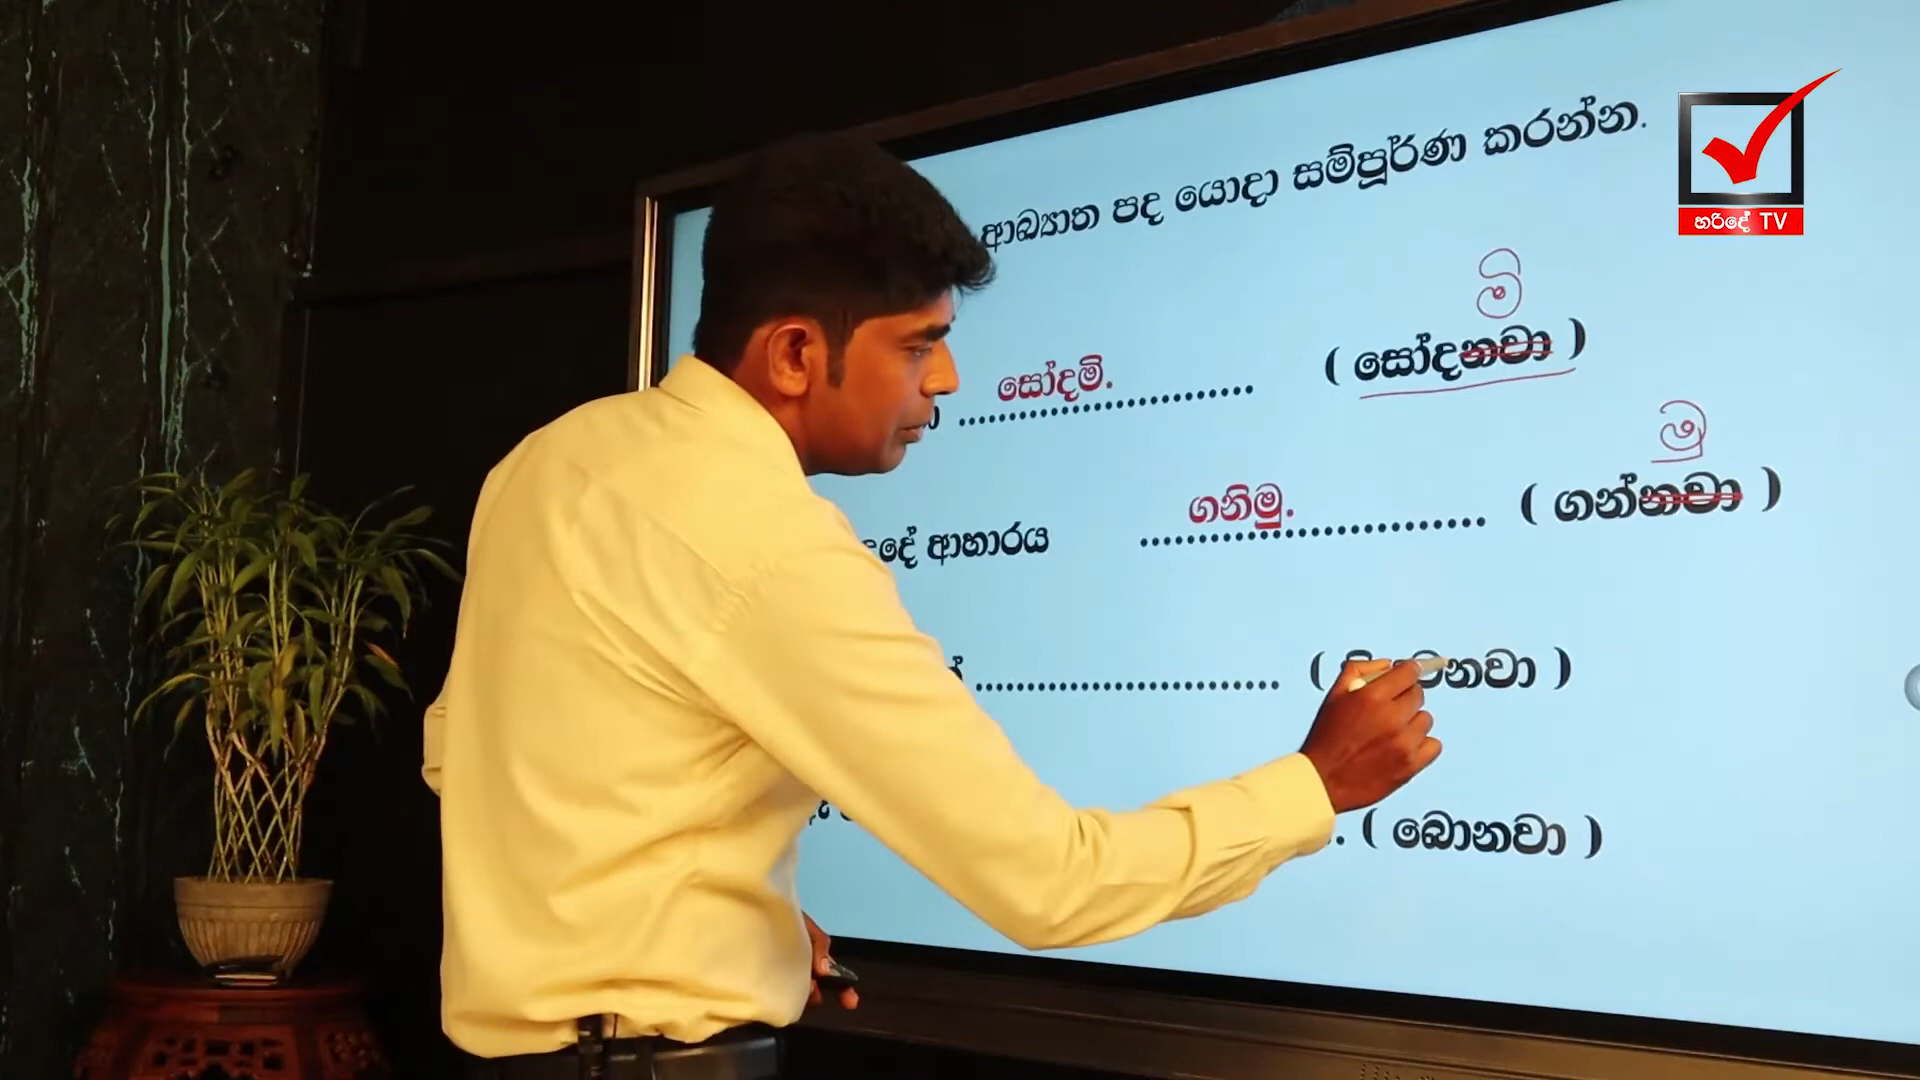 ආඛ්‍යාත පද යොදා සම්පූර්ණ කරන්න.
හරිදේ TV
මි
සෝදමි. .............................. ( සෝදනවා )
මු
ආහාරය ගනිමු. .............................. ( ගන්නවා )
.............................. නවා )
. ( බොනවා )